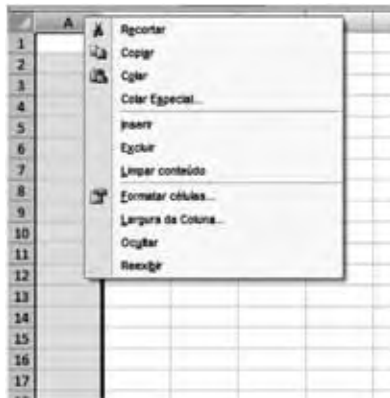 A
Recortar
1
Copiar
2
Colar
3
Colar Especial...
4
Inserir
5
Excluir
6
Limpar conteúdo
7
Formatar células...
8
Largura da Coluna...
9
Ocultar
10
Reexibir
11
12
13
14
15
16
17